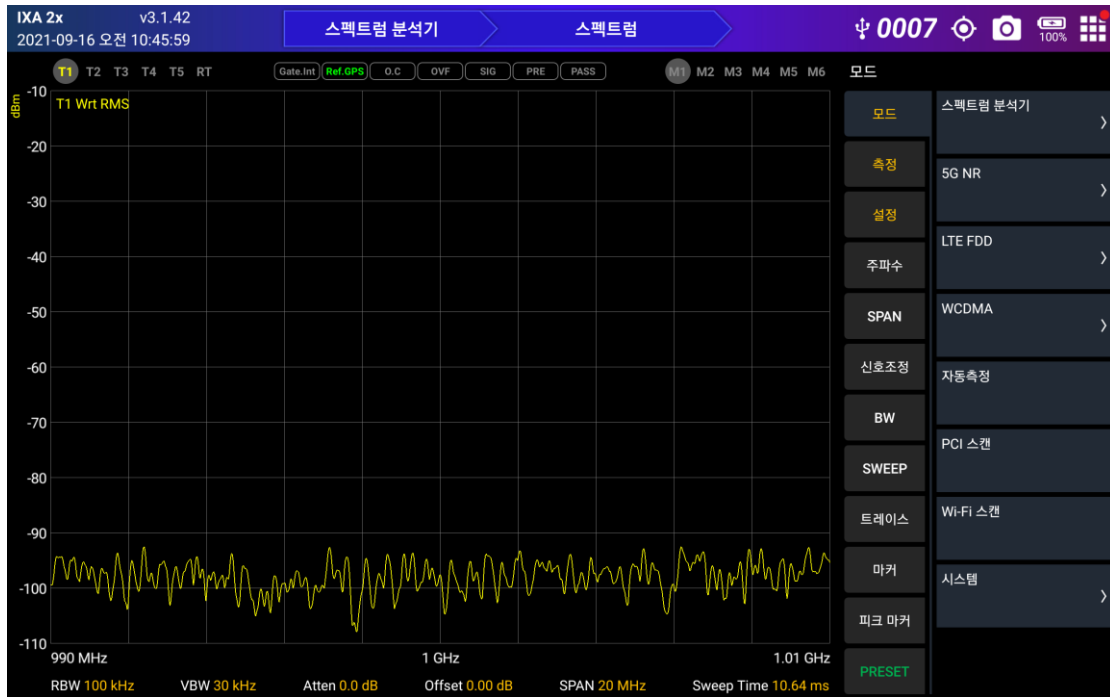 IXA 2x v3.1.42
2021-09-16 오전 10:45:59
스펙트럼 분석기
스펙트럼
0007
100%
T1 T2 T3 T4 T5 RT
Gate.Int Ref.GPS O.C OVF SIG PRE PASS
M1 M2 M3 M4 M5 M6
모드
dBm
T1 Wrt RMS
-10
-20
-30
-40
-50
-60
-70
-80
-90
-100
-110
990 MHz 1 GHz 1.01 GHz
RBW 100 kHz VBW 30 kHz Atten 0.0 dB Offset 0.00 dB SPAN 20 MHz Sweep Time 10.64 ms
모드
측정
설정
주파수
SPAN
신호조정
BW
SWEEP
트레이스
마커
피크 마커
PRESET
스펙트럼 분석기
5G NR
LTE FDD
WCDMA
자동측정
PCI 스캔
Wi-Fi 스캔
시스템